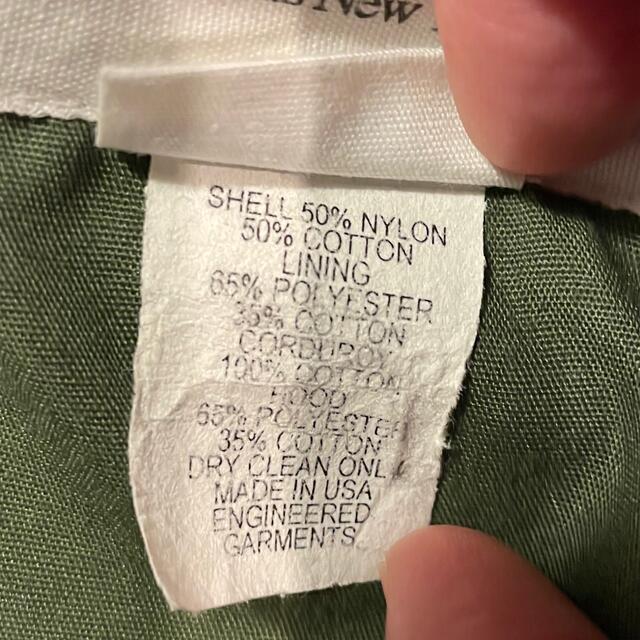 New
SHELL 50% NYLON
50% COTTON
LINING
65% POLYESTER
35% COTTON
CORDUROY
100% COTTON
HOOD
65% POLYESTER
35% COTTON
DRY CLEAN ONLY
MADE IN USA
ENGINEERED
GARMENTS